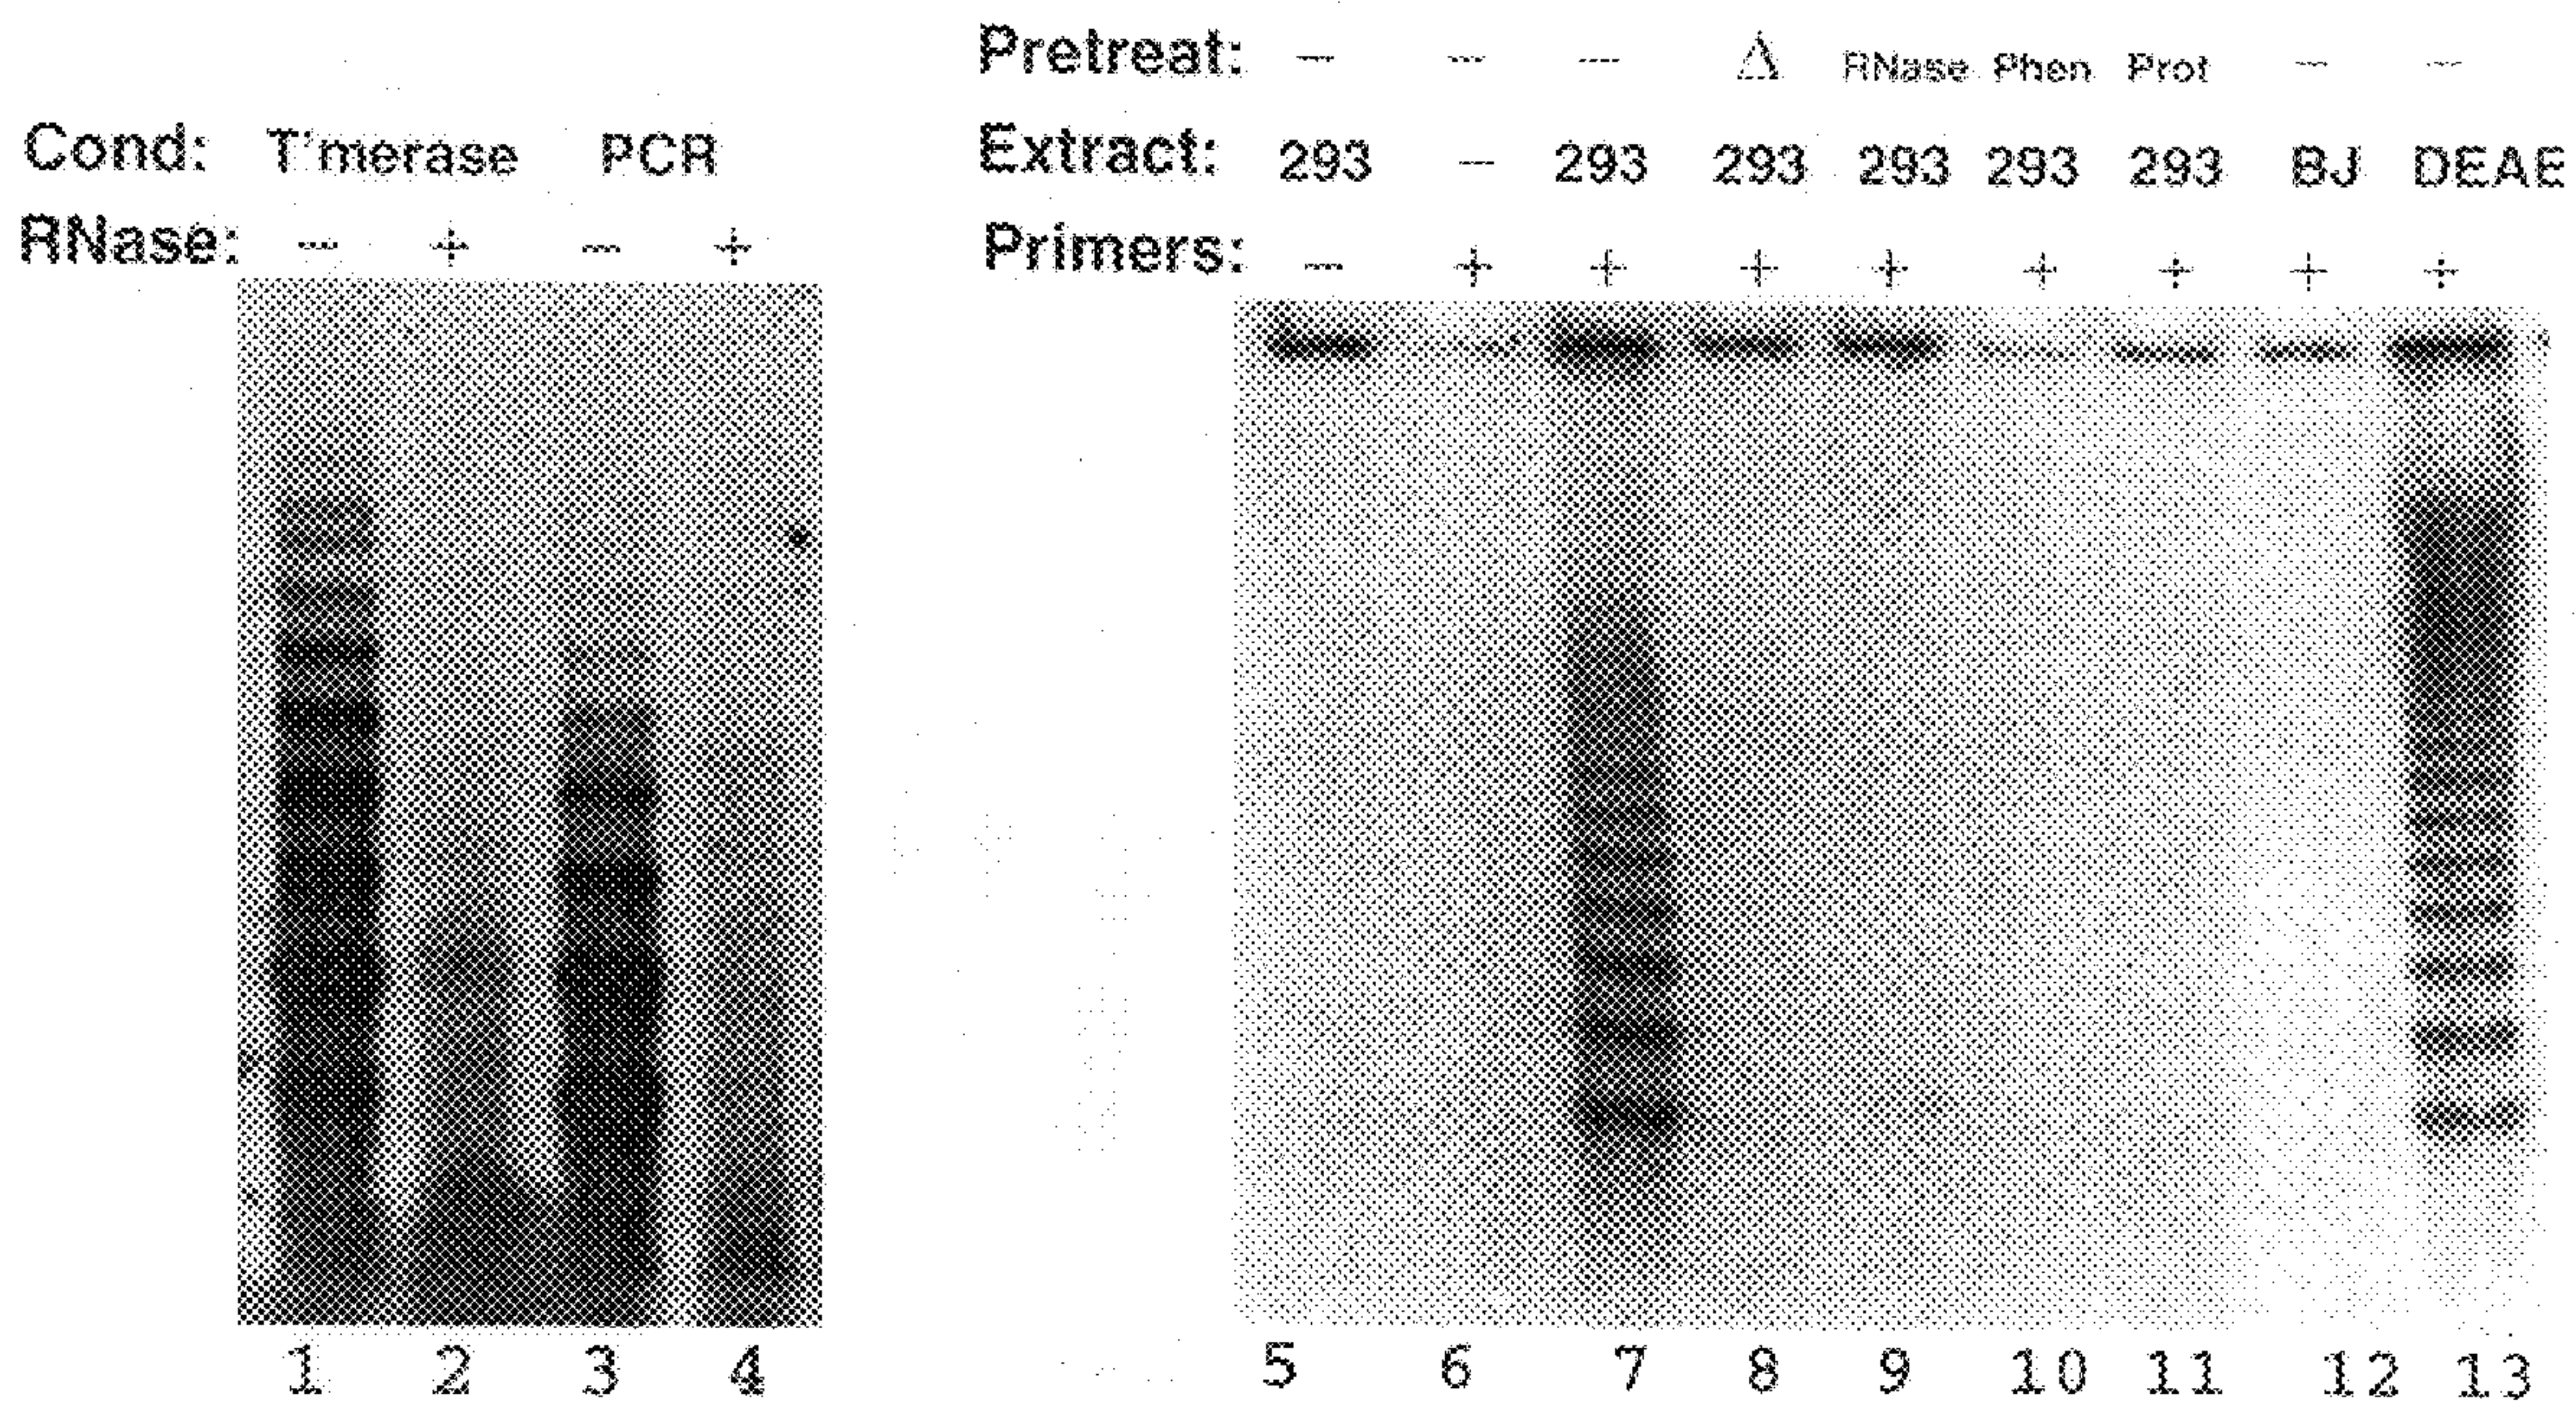 Pretreat: – – – Δ RNase Phen Prot – –
Cond: T'merase PCR
Extract: 293 – 293 293 293 293 293 BJ DEAE
RNase: – + – +
Primers: – + + + + + + + +
1 2 3 4
5 6 7 8 9 10 11 12 13